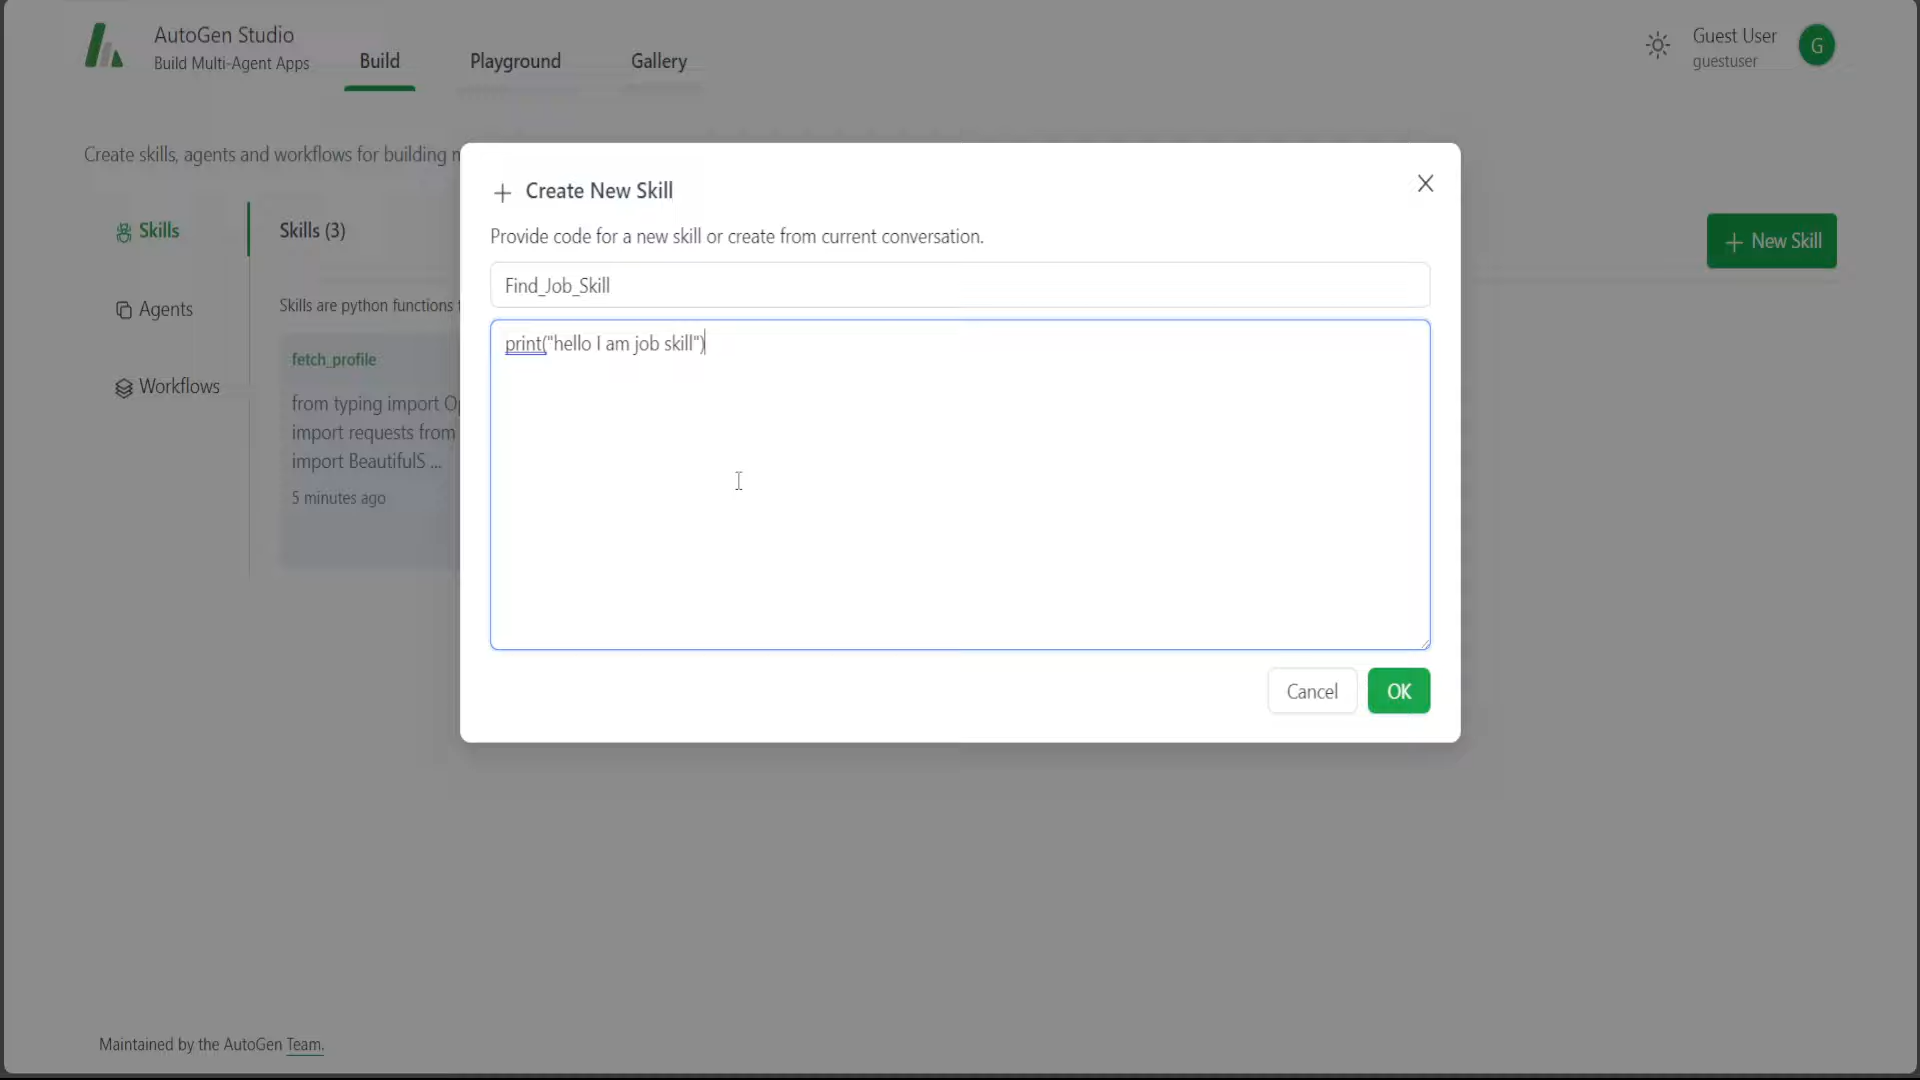 AutoGen Studio
Build Multi-Agent Apps
Build
Playground
Gallery
Guest User
guestuser
G
Create skills, agents and workflows for building
Skills
Agents
Workflows
Skills (3)
New Skill
Skills are python functions
fetch_profile
from typing import
import requests from
import BeautifulS ...
5 minutes ago
Create New Skill
Provide code for a new skill or create from current conversation.
Find_Job_Skill
print("hello I am job skill")
Cancel
OK
Maintained by the AutoGen Team.